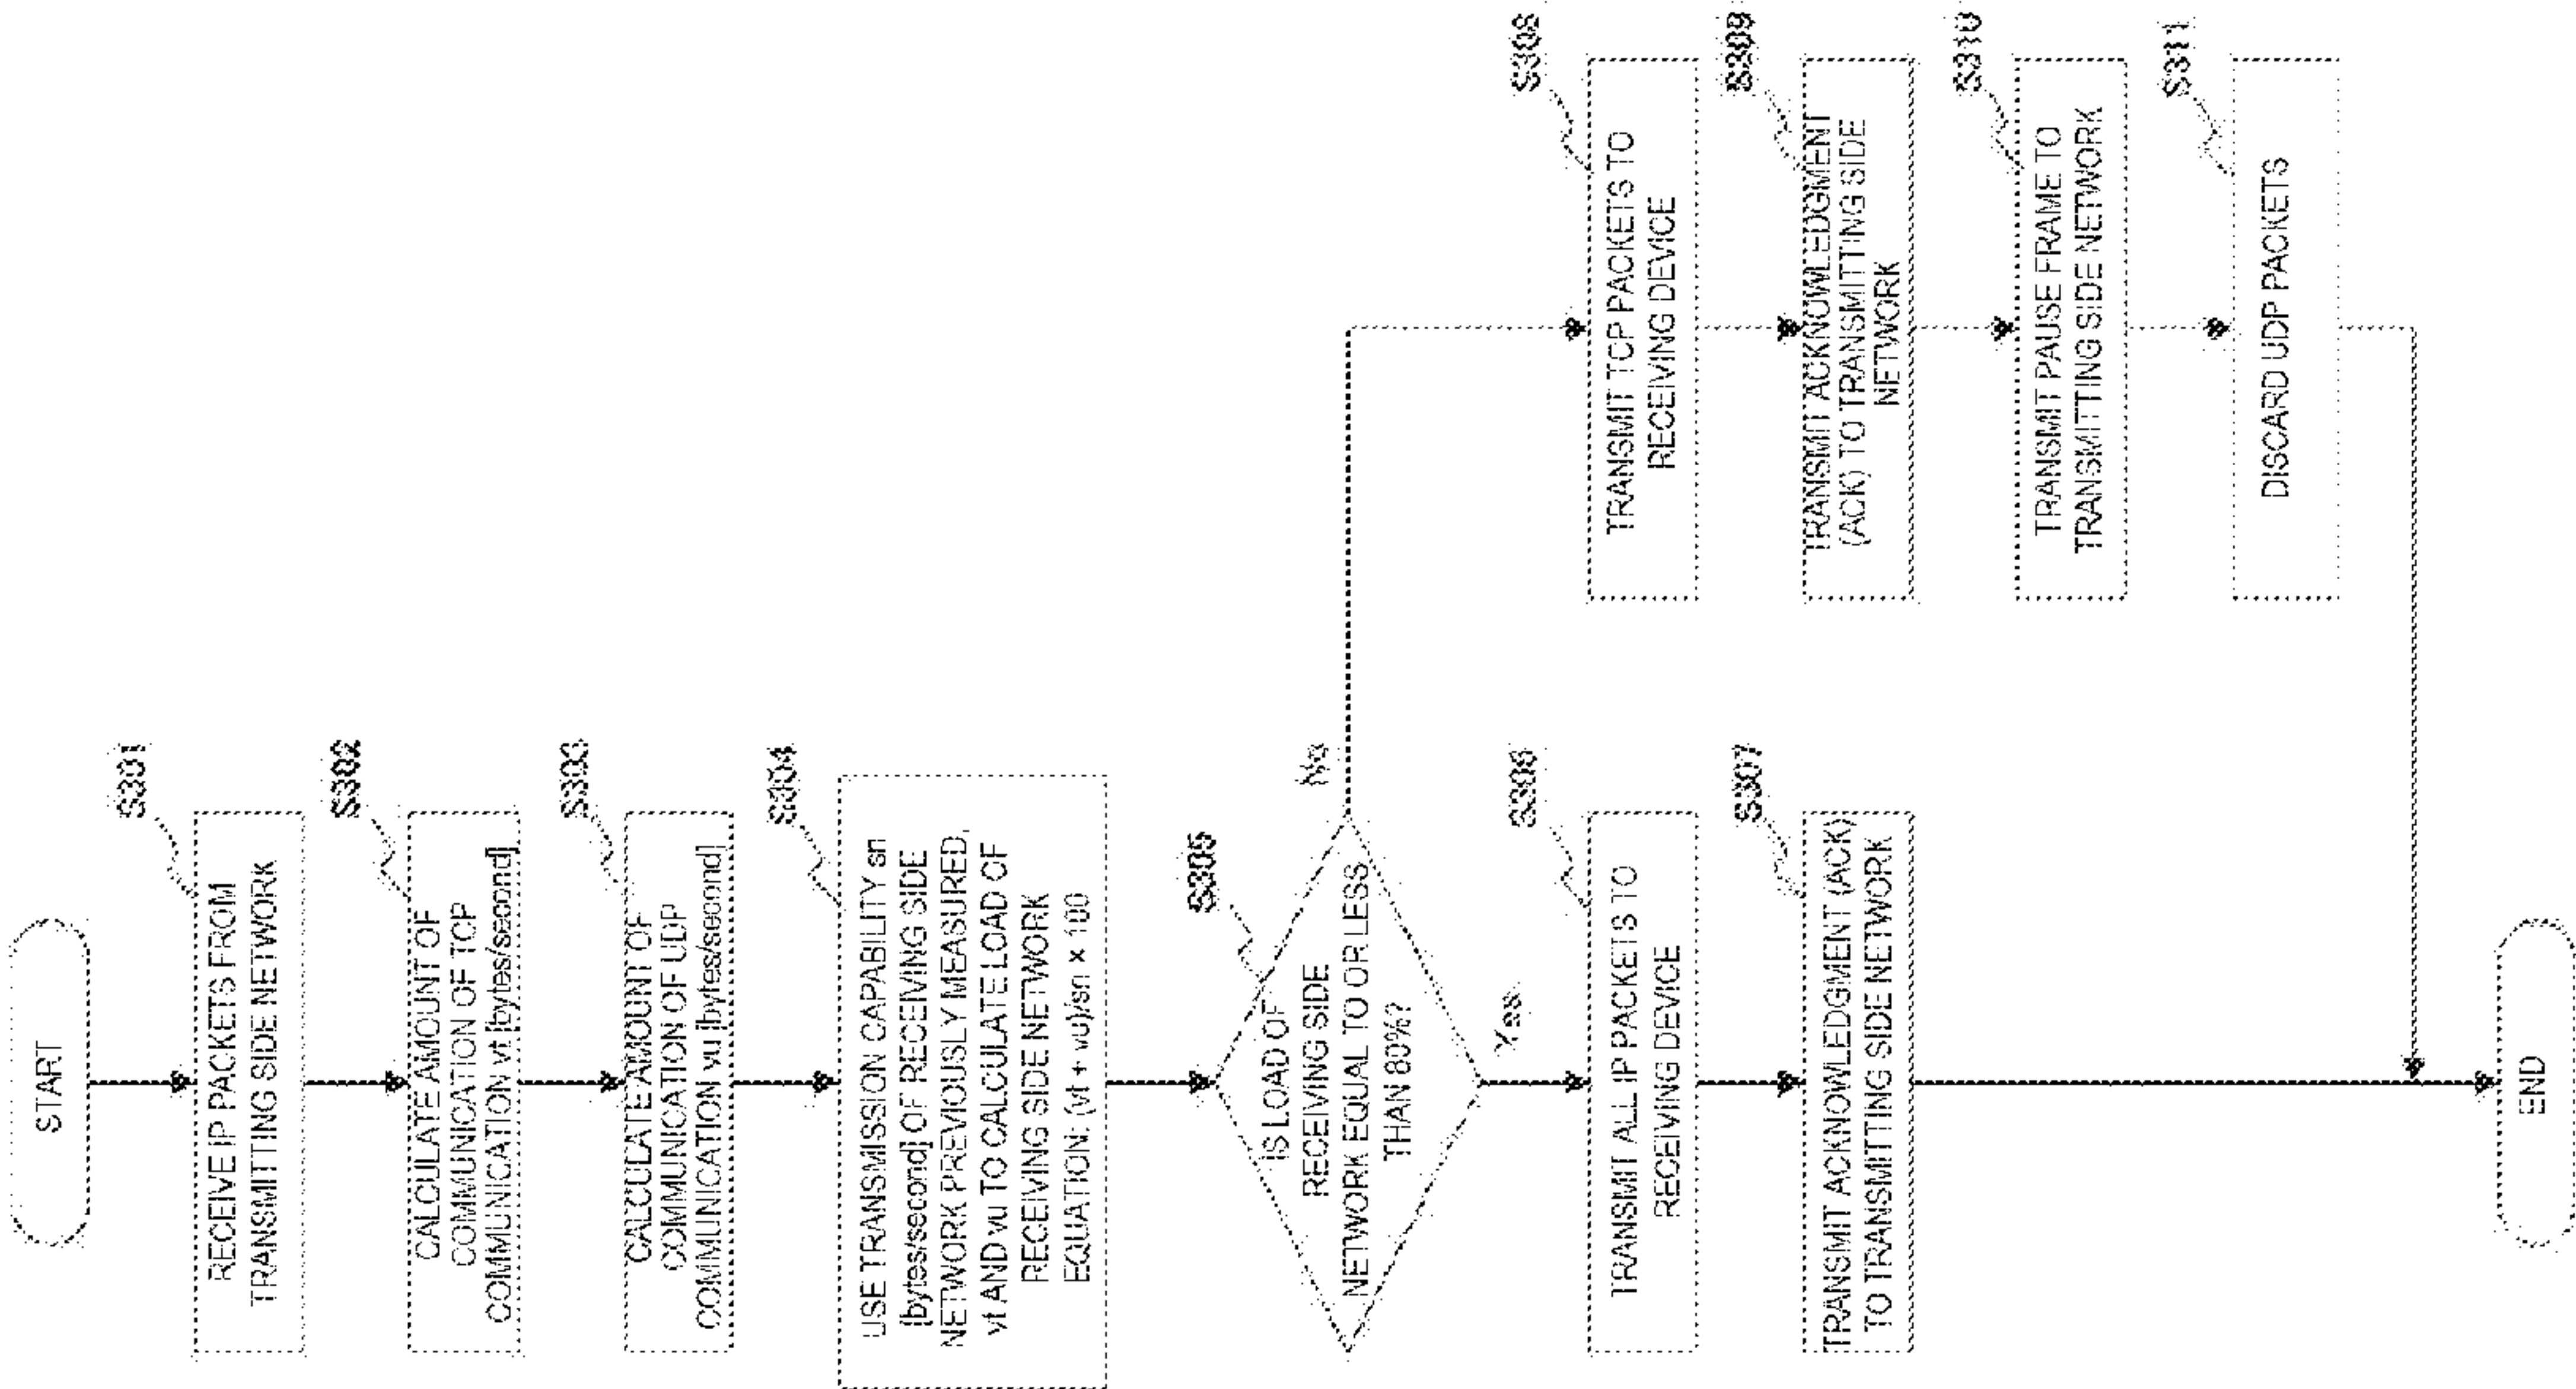 START
S301
RECEIVE IP PACKETS FROM
TRANSMITTING SIDE NETWORK
S302
CALCULATE AMOUNT OF
COMMUNICATION OF TCP
COMMUNICATION vt [bytes/second]
S303
CALCULATE AMOUNT OF
COMMUNICATION OF UDP
COMMUNICATION vu [bytes/second]
S304
USE TRANSMISSION CAPABILITY sn
[bytes/second] OF RECEIVING SIDE
NETWORK PREVIOUSLY MEASURED,
vt AND vu TO CALCULATE LOAD OF
RECEIVING SIDE NETWORK
EQUATION: (vt + vu)/sn × 100
S305
IS LOAD OF
RECEIVING SIDE
NETWORK EQUAL TO OR LESS
THAN 80%?
No
Yes
S306
TRANSMIT ALL IP PACKETS TO
RECEIVING DEVICE
S307
TRANSMIT ACKNOWLEDGMENT (ACK)
TO TRANSMITTING SIDE NETWORK
S308
TRANSMIT TCP PACKETS TO
RECEIVING DEVICE
S309
TRANSMIT ACKNOWLEDGMENT
(ACK) TO TRANSMITTING SIDE
NETWORK
S310
TRANSMIT PAUSE FRAME TO
TRANSMITTING SIDE NETWORK
S311
DISCARD UDP PACKETS
END